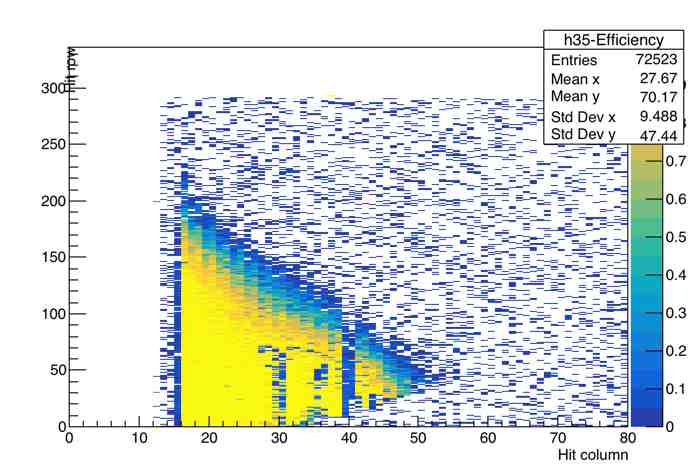 h35-Efficiency
Entries 72523
Mean x 27.67
Mean y 70.17
Std Dev x 9.488
Std Dev y 47.44
Hit row
300
250
200
150
100
50
0
0 10 20 30 40 50 60 70 80
Hit column
0.7
0.6
0.5
0.4
0.3
0.2
0.1
0